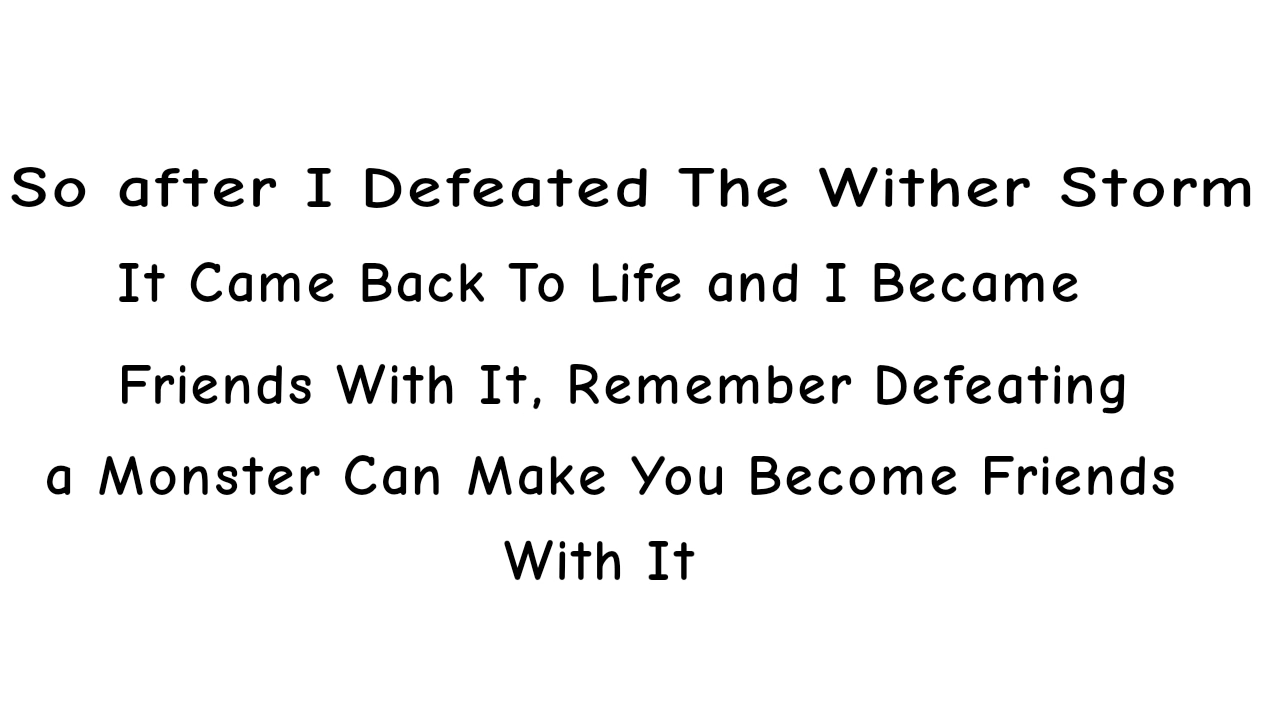 So after I Defeated The Wither Storm
It Came Back To Life and I Became
Friends With It, Remember Defeating
a Monster Can Make You Become Friends
With It